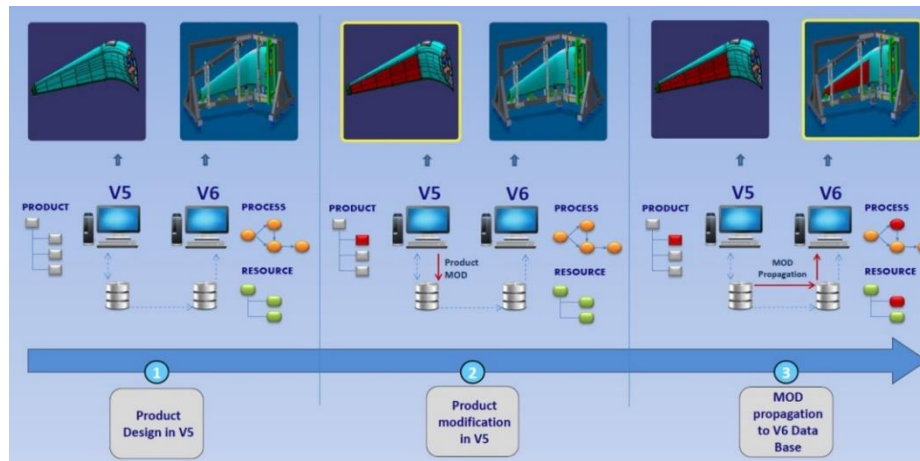 V5
V6
PRODUCT
PROCESS
RESOURCE
V5
V6
PRODUCT
PROCESS
Product
MOD
RESOURCE
V5
V6
PRODUCT
PROCESS
MOD
Propagation
RESOURCE
1
2
3
Product
Design in V5
Product
modification
in V5
MOD
propagation
to V6 Data
Base